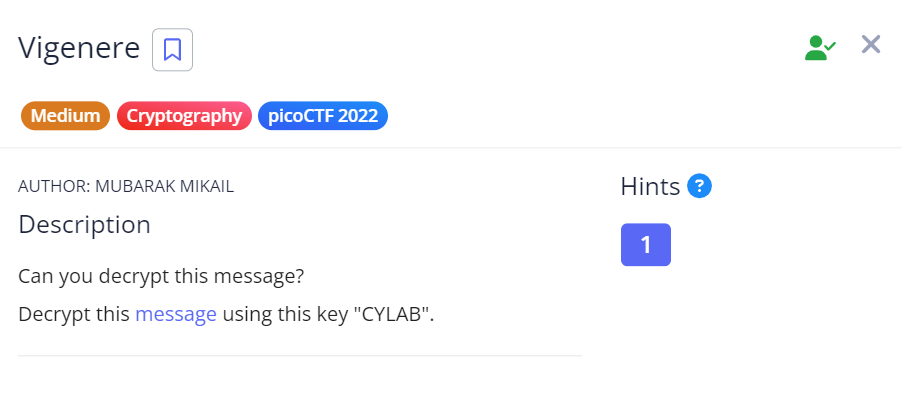 Vigenere
Medium Cryptography picoCTF 2022
AUTHOR: MUBARAK MIKAIL
Description
Can you decrypt this message?
Decrypt this message using this key "CYLAB".
Hints ?
1